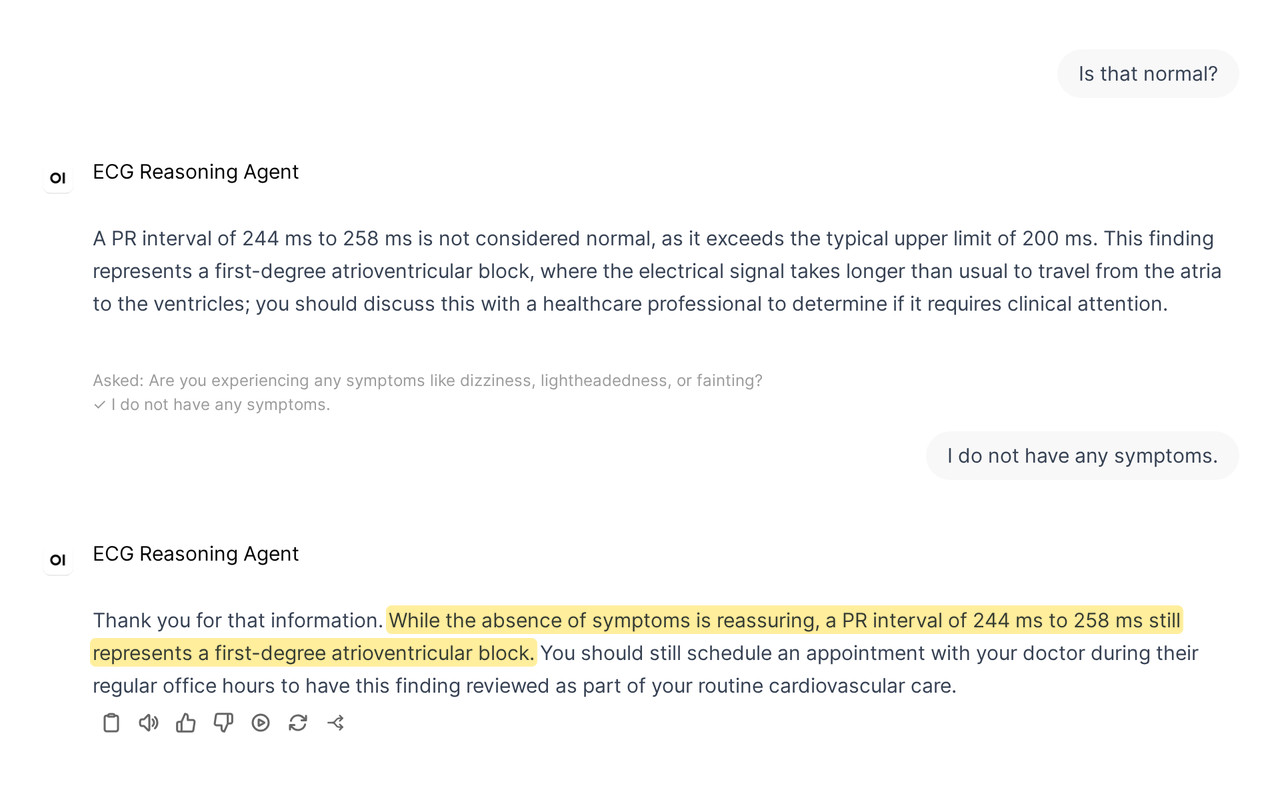 Is that normal?
OI
ECG Reasoning Agent
A PR interval of 244 ms to 258 ms is not considered normal, as it exceeds the typical upper limit of 200 ms. This finding
represents a first-degree atrioventricular block, where the electrical signal takes longer than usual to travel from the atria
to the ventricles; you should discuss this with a healthcare professional to determine if it requires clinical attention.
Asked: Are you experiencing any symptoms like dizziness, lightheadedness, or fainting?
✓ I do not have any symptoms.
I do not have any symptoms.
OI
ECG Reasoning Agent
Thank you for that information. While the absence of symptoms is reassuring, a PR interval of 244 ms to 258 ms still
represents a first-degree atrioventricular block. You should still schedule an appointment with your doctor during their
regular office hours to have this finding reviewed as part of your routine cardiovascular care.